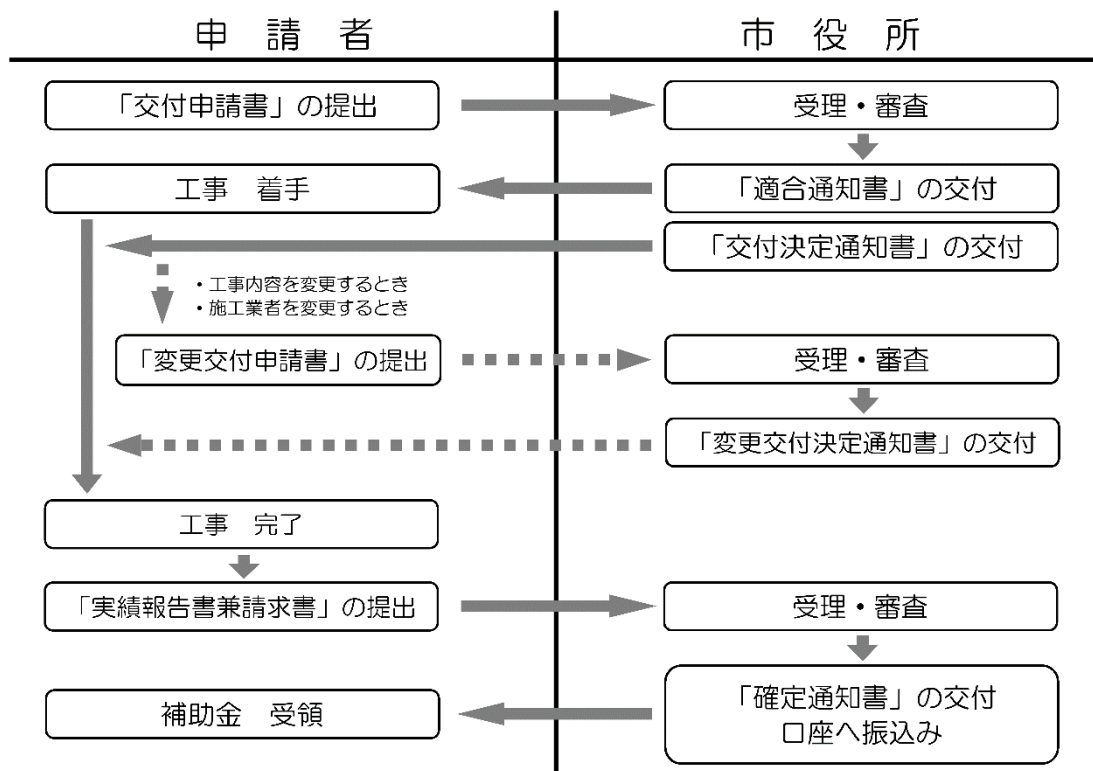 申請者
市役所
「交付申請書」の提出
受理・審査
工事 着手
「適合通知書」の交付
「交付決定通知書」の交付
・工事内容を変更するとき
・施工業者を変更するとき
「変更交付申請書」の提出
受理・審査
「変更交付決定通知書」の交付
工事 完了
「実績報告書兼請求書」の提出
受理・審査
補助金 受領
「確定通知書」の交付
口座へ振込み